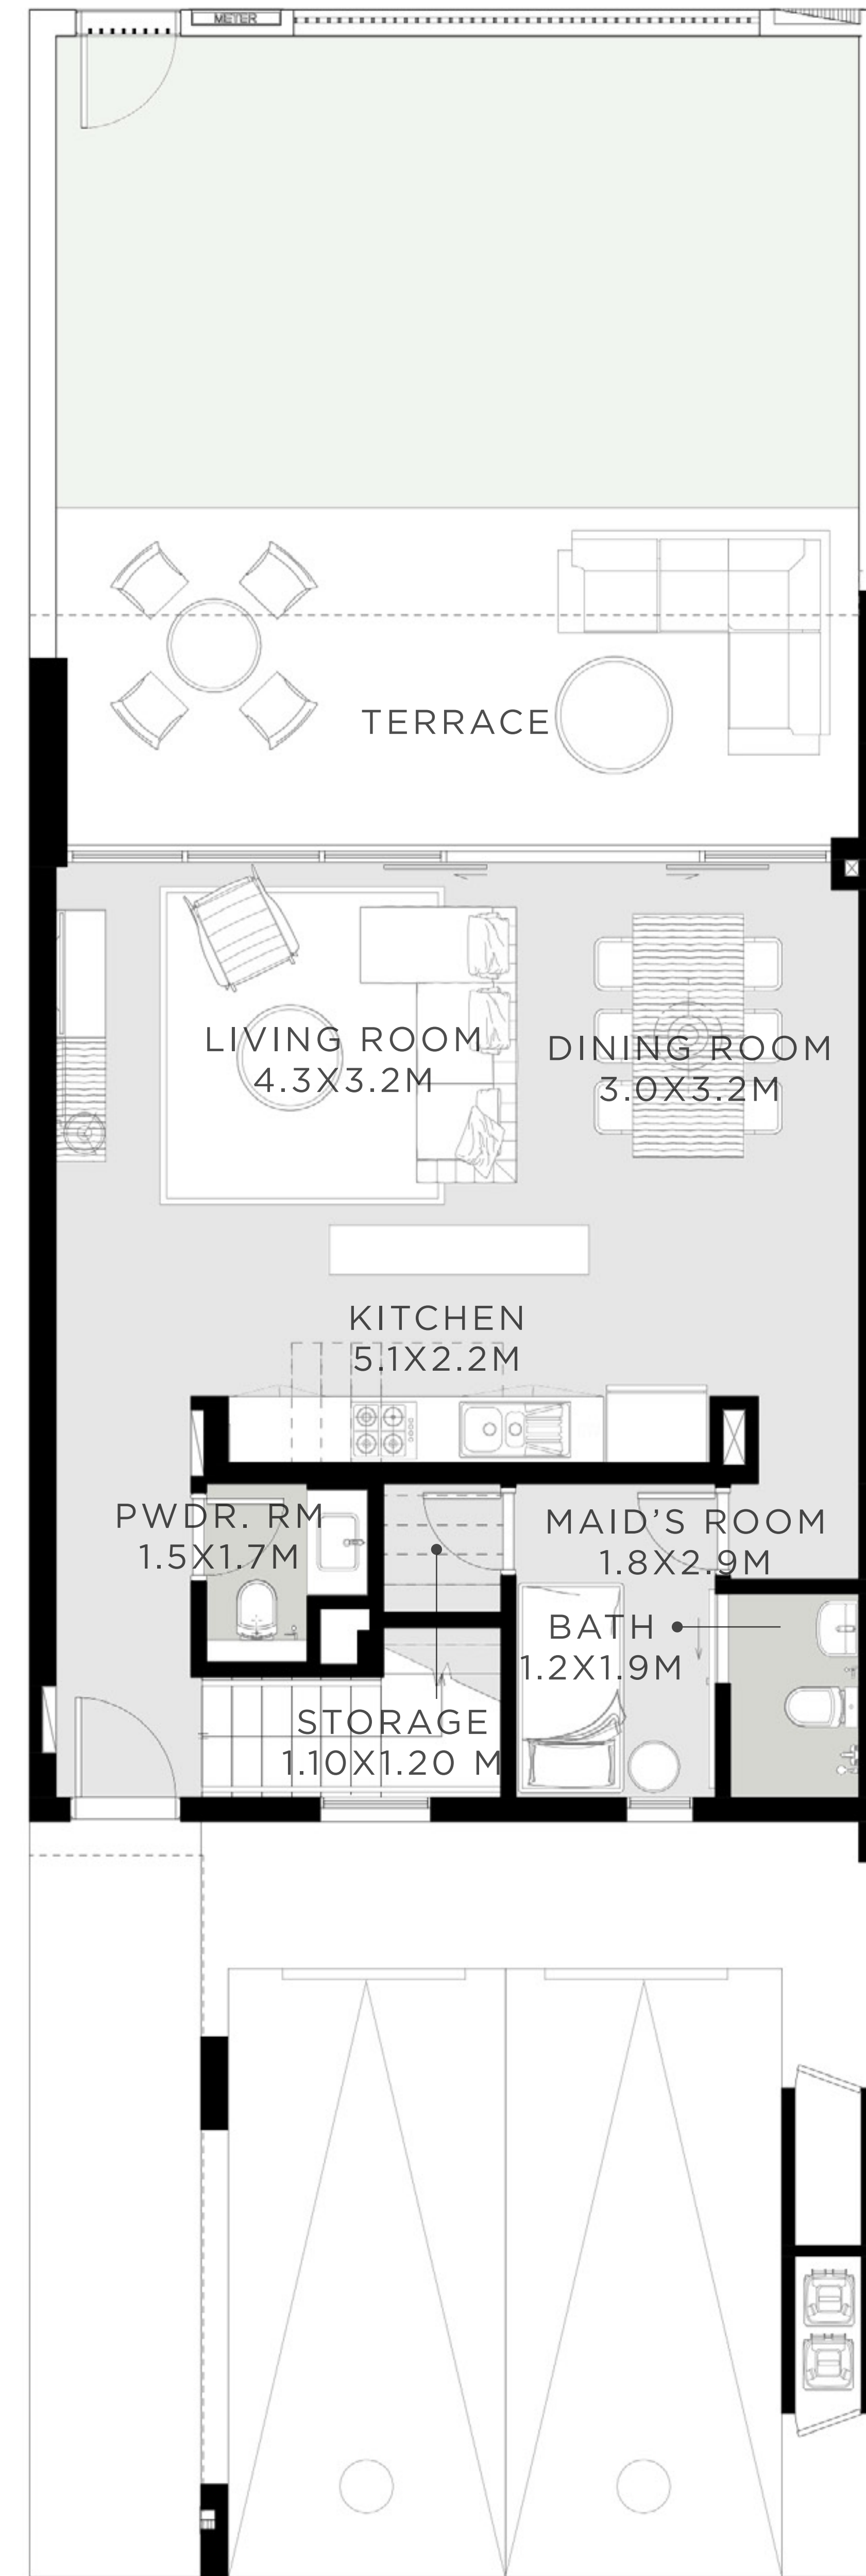 METER
TERRACE
LIVING ROOM
4.3X3.2M
DINING ROOM
3.0X3.2M
KITCHEN
5.1X2.2M
PWDR. RM
1.5X1.7M
MAID'S ROOM
1.8X2.9M
BATH
1.2X1.9M
STORAGE
1.10X1.20 M